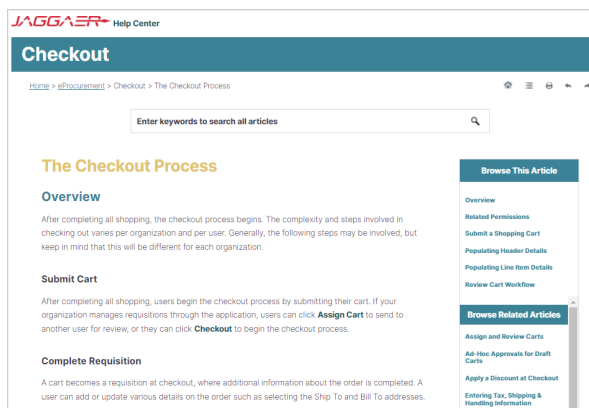 JAGGAER Help Center
Checkout
Home > eProcurement > Checkout > The Checkout Process
Enter keywords to search all articles
The Checkout Process
Overview
After completing all shopping, the checkout process begins. The complexity and steps involved in
checking out varies per organization and per user. Generally, the following steps may be involved, but
keep in mind that this will be different for each organization.
Submit Cart
After completing all shopping, users begin the checkout process by submitting their cart. If your
organization manages requisitions through the application, users can click Assign Cart to send to
another user for review, or they can click Checkout to begin the checkout process.
Complete Requisition
A cart becomes a requisition at checkout, where additional information about the order is completed. A
user can add or update various details on the order such as selecting the Ship To and Bill To addresses.
Browse This Article
Overview
Related Permissions
Submit a Shopping Cart
Populating Header Details
Populating Line Item Details
Review Cart Workflow
Browse Related Articles
Assign and Review Carts
Ad-Hoc Approvals for Draft
Carts
Apply a Discount at Checkout
Entering Tax, Shipping &
Handling Information